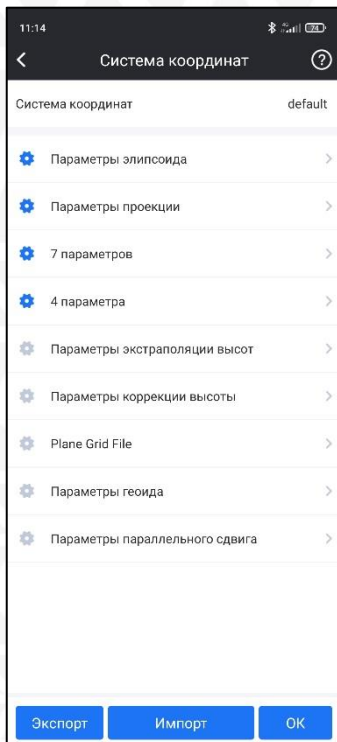 11:14
74
Система координат
?
Система координат default
Параметры элипсоида
Параметры проекции
7 параметров
4 параметра
Параметры экстраполяции высот
Параметры коррекции высоты
Plane Grid File
Параметры геоида
Параметры параллельного сдвига
Экспорт Импорт OK